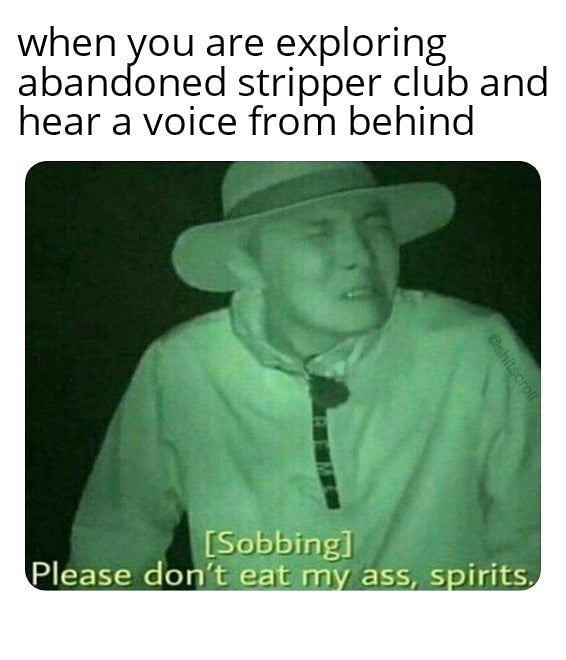 when you are exploring
abandoned stripper club and
hear a voice from behind
@shitscroll
[Sobbing]
Please don't eat my ass, spirits.